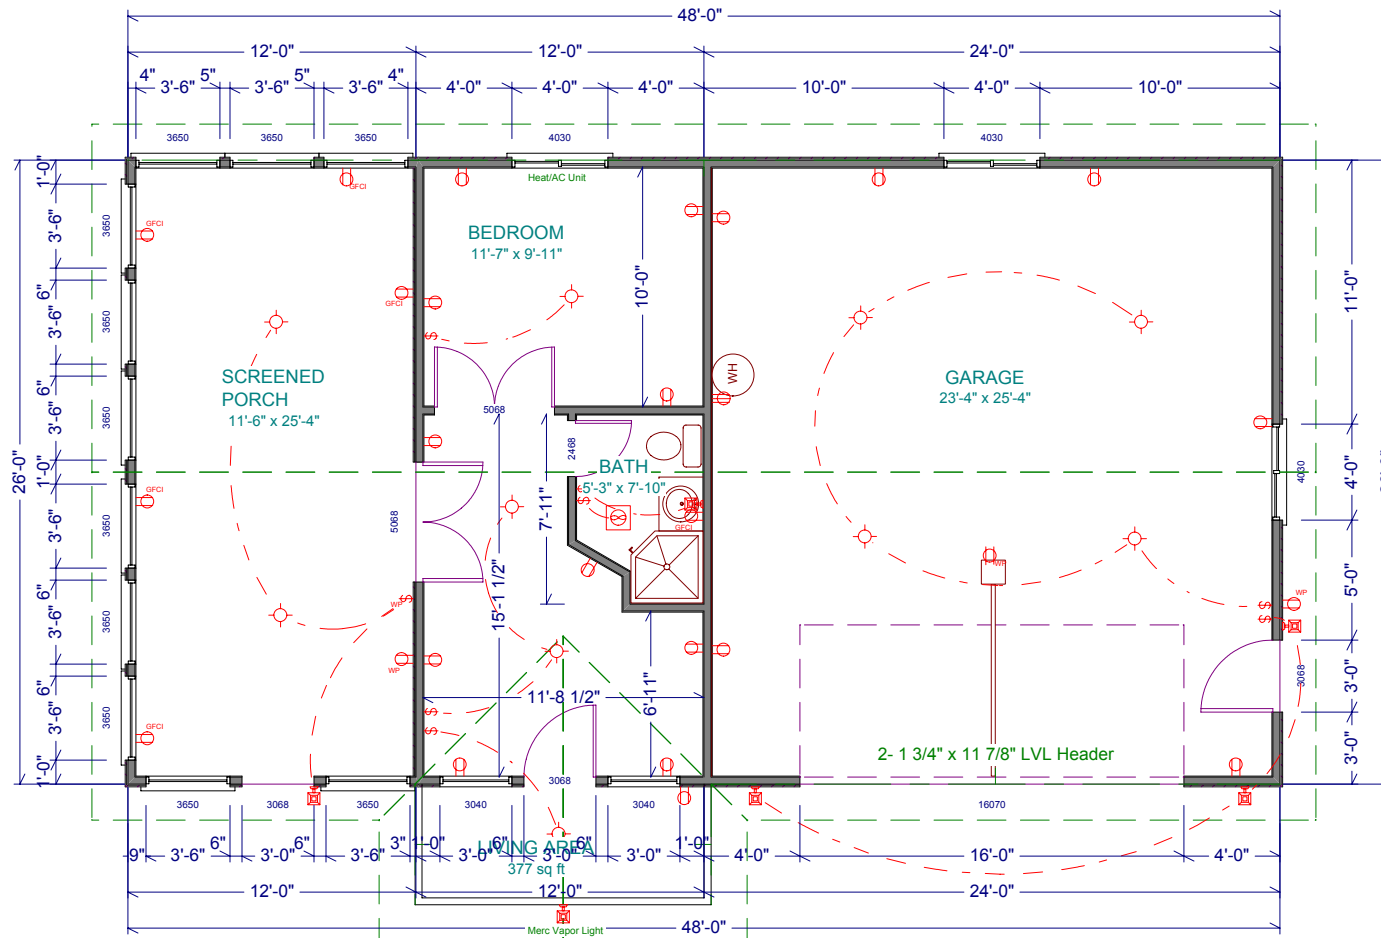 48'-0"
12'-0" 12'-0" 24'-0"
4" 3'-6" 5" 3'-6" 5" 3'-6" 4" 4'-0" 4'-0" 4'-0" 10'-0" 4'-0" 10'-0"
3650 3650 3650 4030 4030
Heat/AC Unit
GFCI
GFCI
GFCI
BEDROOM
11'-7" x 9'-11"
10'-0"
S
SCREENED
PORCH
11'-6" x 25'-4"
WH
GARAGE
23'-4" x 25'-4"
5068
2468
BATH
5'-3" x 7'-10"
S
GFCI
GFCI
7'-11"
15'-1 1/2"
5068
WP
S
WP
WP
WP
S
S
26'-0"
1'-0"
3'-6"
6"
3'-6"
6"
3'-6"
1'-0"
3'-6"
6"
3'-6"
6"
3'-6"
1'-0"
3650
3650
3650
3650
3650
3650
11'-0"
4'-0"
5'-0"
3'-0"
3'-0"
4030
3068
11'-8 1/2"
6'-11"
S
S
GFCI
2- 1 3/4" x 11 7/8" LVL Header
3068
3650 3068 3650 3040 3040 16070
9" 3'-6" 6" 3'-0" 6" 3'-6" 3" 1'-0" 3'-0" 6" 3'-0" 6" 3'-0" 1'-0" 4'-0" 16'-0" 4'-0"
LIVING AREA
377 sq ft
12'-0" 12'-0" 24'-0"
48'-0"
Merc Vapor Light